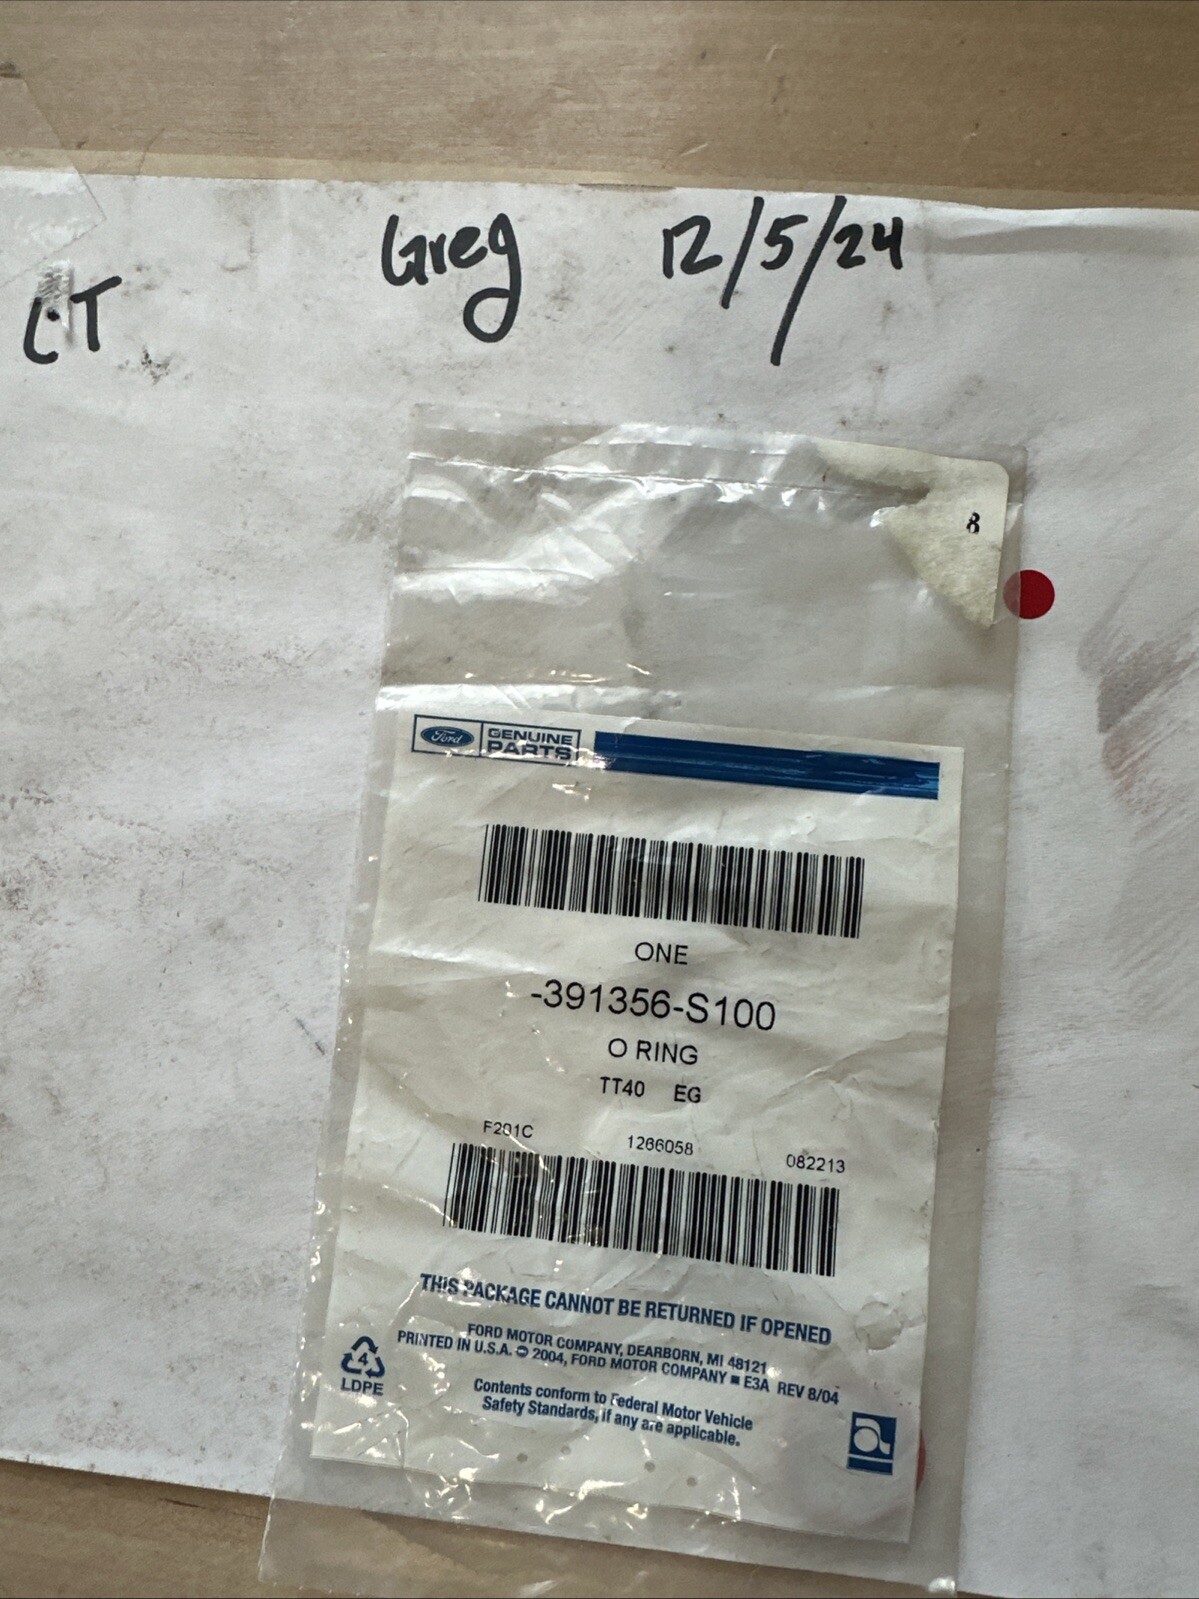 Greg 12/5/24
LT
8
Ford GENUINE
PARTS
ONE
-391356-S100
O RING
TT40 EG
F201C 1266058 082213
THIS PACKAGE CANNOT BE RETURNED IF OPENED
FORD MOTOR COMPANY, DEARBORN, MI 48121
PRINTED IN U.S.A. 2004, FORD MOTOR COMPANY ■ E3A REV 8/04
4
LDPE
Contents conform to Federal Motor Vehicle
Safety Standards, if any are applicable.